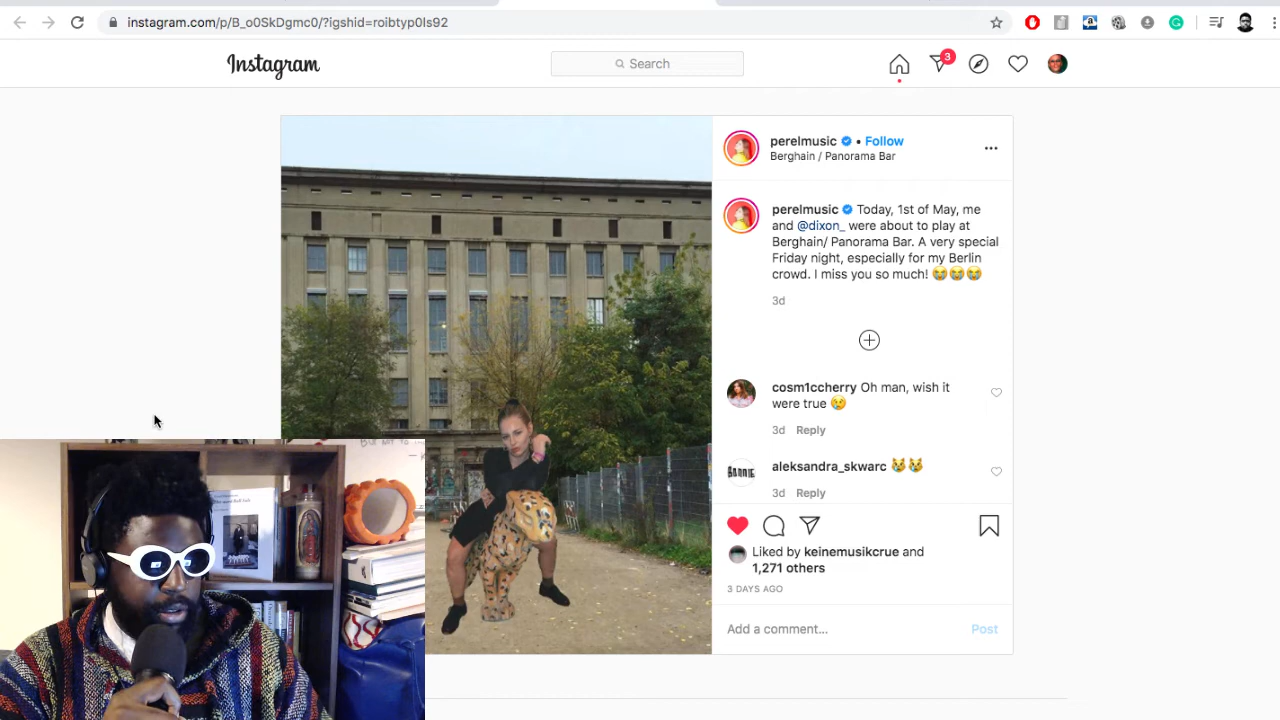 instagram.com/p/B_o0SkDgmc0/?igshid=roibtyp0ls92
Instagram
Search
3
perelmusic • Follow
Berghain / Panorama Bar
perelmusic Today, 1st of May, me
and @dixon_ were about to play at
Berghain/ Panorama Bar. A very special
Friday night, especially for my Berlin
crowd. I miss you so much! 😭😭😭
3d
cosm1ccherry Oh man, wish it
were true 😢
3d Reply
aleksandra_skwarc 😿😿
3d Reply
Liked by keinemusikcrue and
1,271 others
3 DAYS AGO
Add a comment...
Post